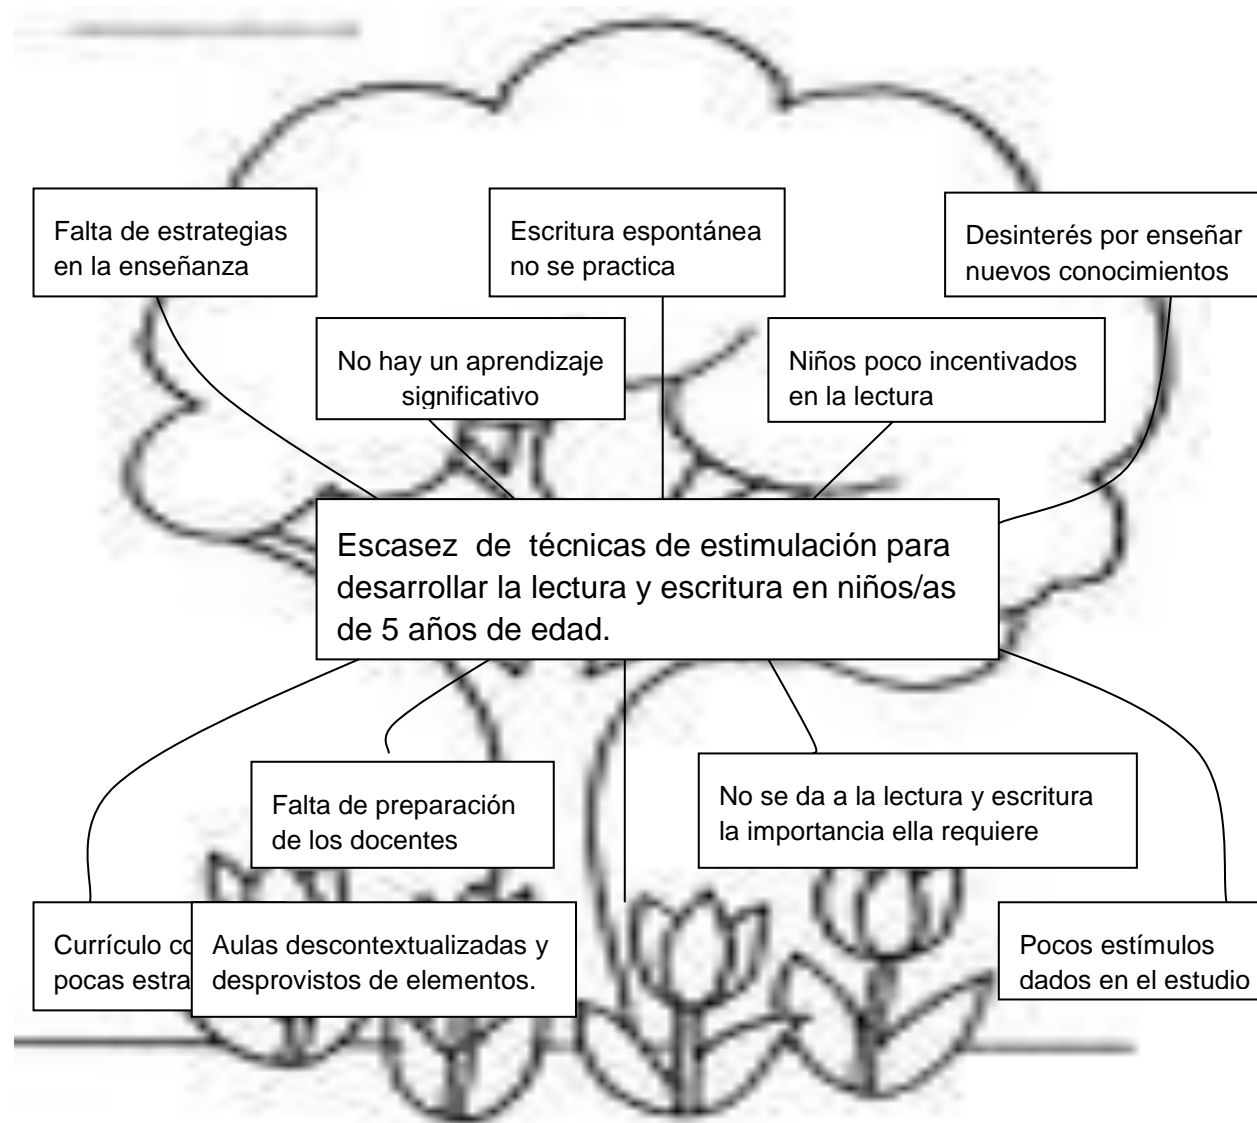 Falta de estrategias
en la enseñanza
Escritura espontánea
no se practica
Desinterés por enseñar
nuevos conocimientos
No hay un aprendizaje
significativo
Niños poco incentivados
en la lectura
Escasez de técnicas de estimulación para
desarrollar la lectura y escritura en niños/as
de 5 años de edad.
Falta de preparación
de los docentes
No se da a la lectura y escritura
la importancia ella requiere
Currículo
pocas
Aulas descontextualizadas y
desprovistos de elementos.
Pocos estímulos
dados en el estudio